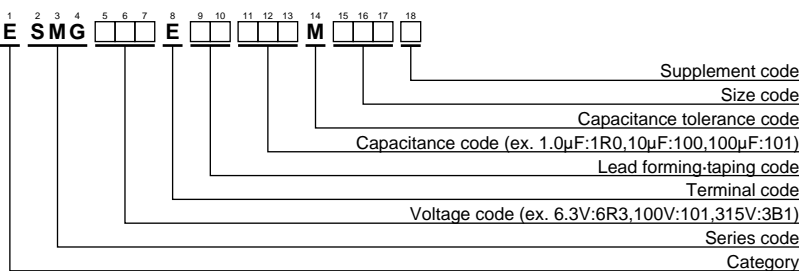 1 2 3 4 5 6 7 8 9 10 11 12 13 14 15 16 17 18
E S M G □□□ E □□ □□□ M □□□ □
Supplement code
Size code
Capacitance tolerance code
Capacitance code (ex. 1.0μF:1R0,10μF:100,100μF:101)
Lead forming·taping code
Terminal code
Voltage code (ex. 6.3V:6R3,100V:101,315V:3B1)
Series code
Category